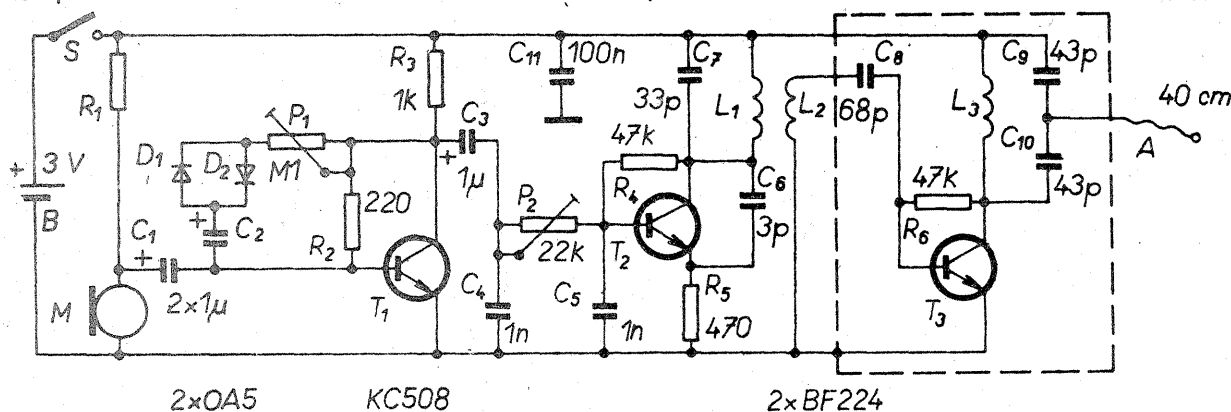 S
R1
R3
1k
C11
100n
C7
33p
L1
L2
C8
68p
L3
C9
43p
C10
43p
40 cm
A
+ 3 V
B
D1
D2
P1
M1
+
C2
220
R2
C3
+
1µ
47k
R4
C6
3p
P2
22k
T2
47k
R6
T3
C1
+
2×1µ
M
T1
C4
1n
C5
1n
R5
470
2×OA5
KC508
2×BF224